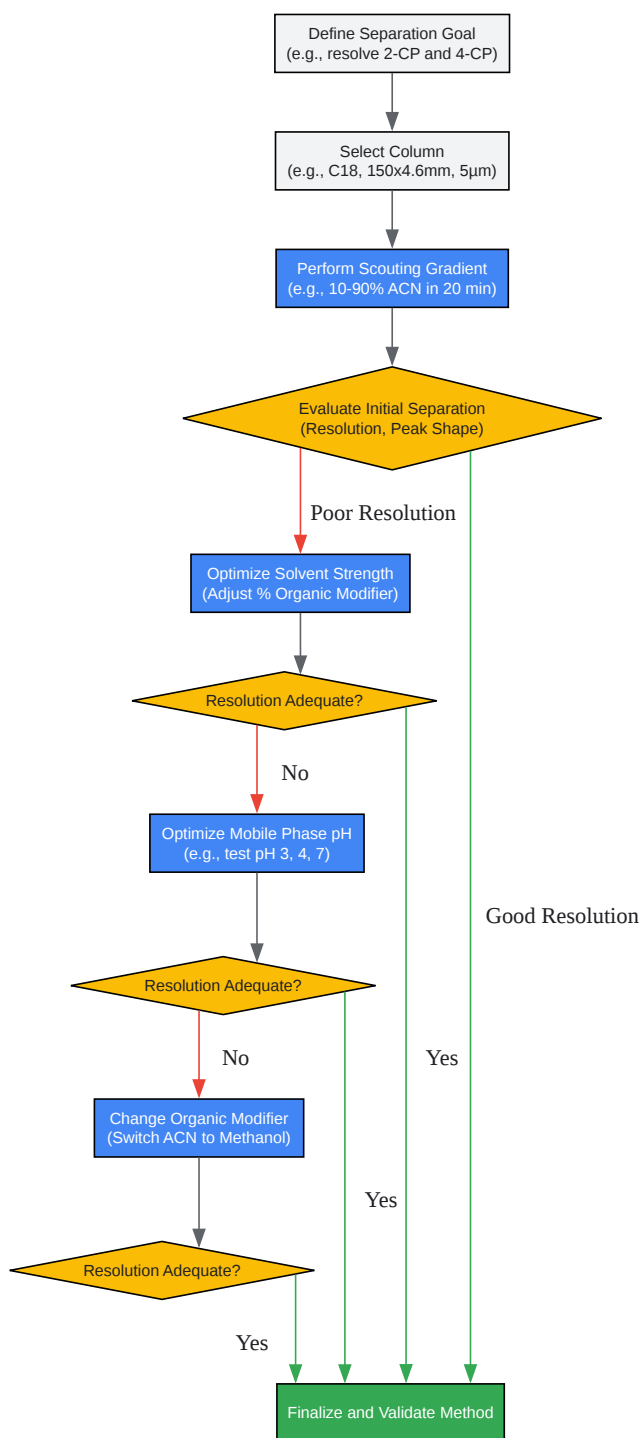 Define Separation Goal
(e.g., resolve 2-CP and 4-CP)
Select Column
(e.g., C18, 150x4.6mm, 5µm)
Perform Scouting Gradient
(e.g., 10-90% ACN in 20 min)
Evaluate Initial Separation
(Resolution, Peak Shape)
Poor Resolution
Optimize Solvent Strength
(Adjust % Organic Modifier)
Resolution Adequate?
No
Optimize Mobile Phase pH
(e.g., test pH 3, 4, 7)
Good Resolution
Resolution Adequate?
No
Yes
Change Organic Modifier
(Switch ACN to Methanol)
Yes
Resolution Adequate?
Yes
Finalize and Validate Method